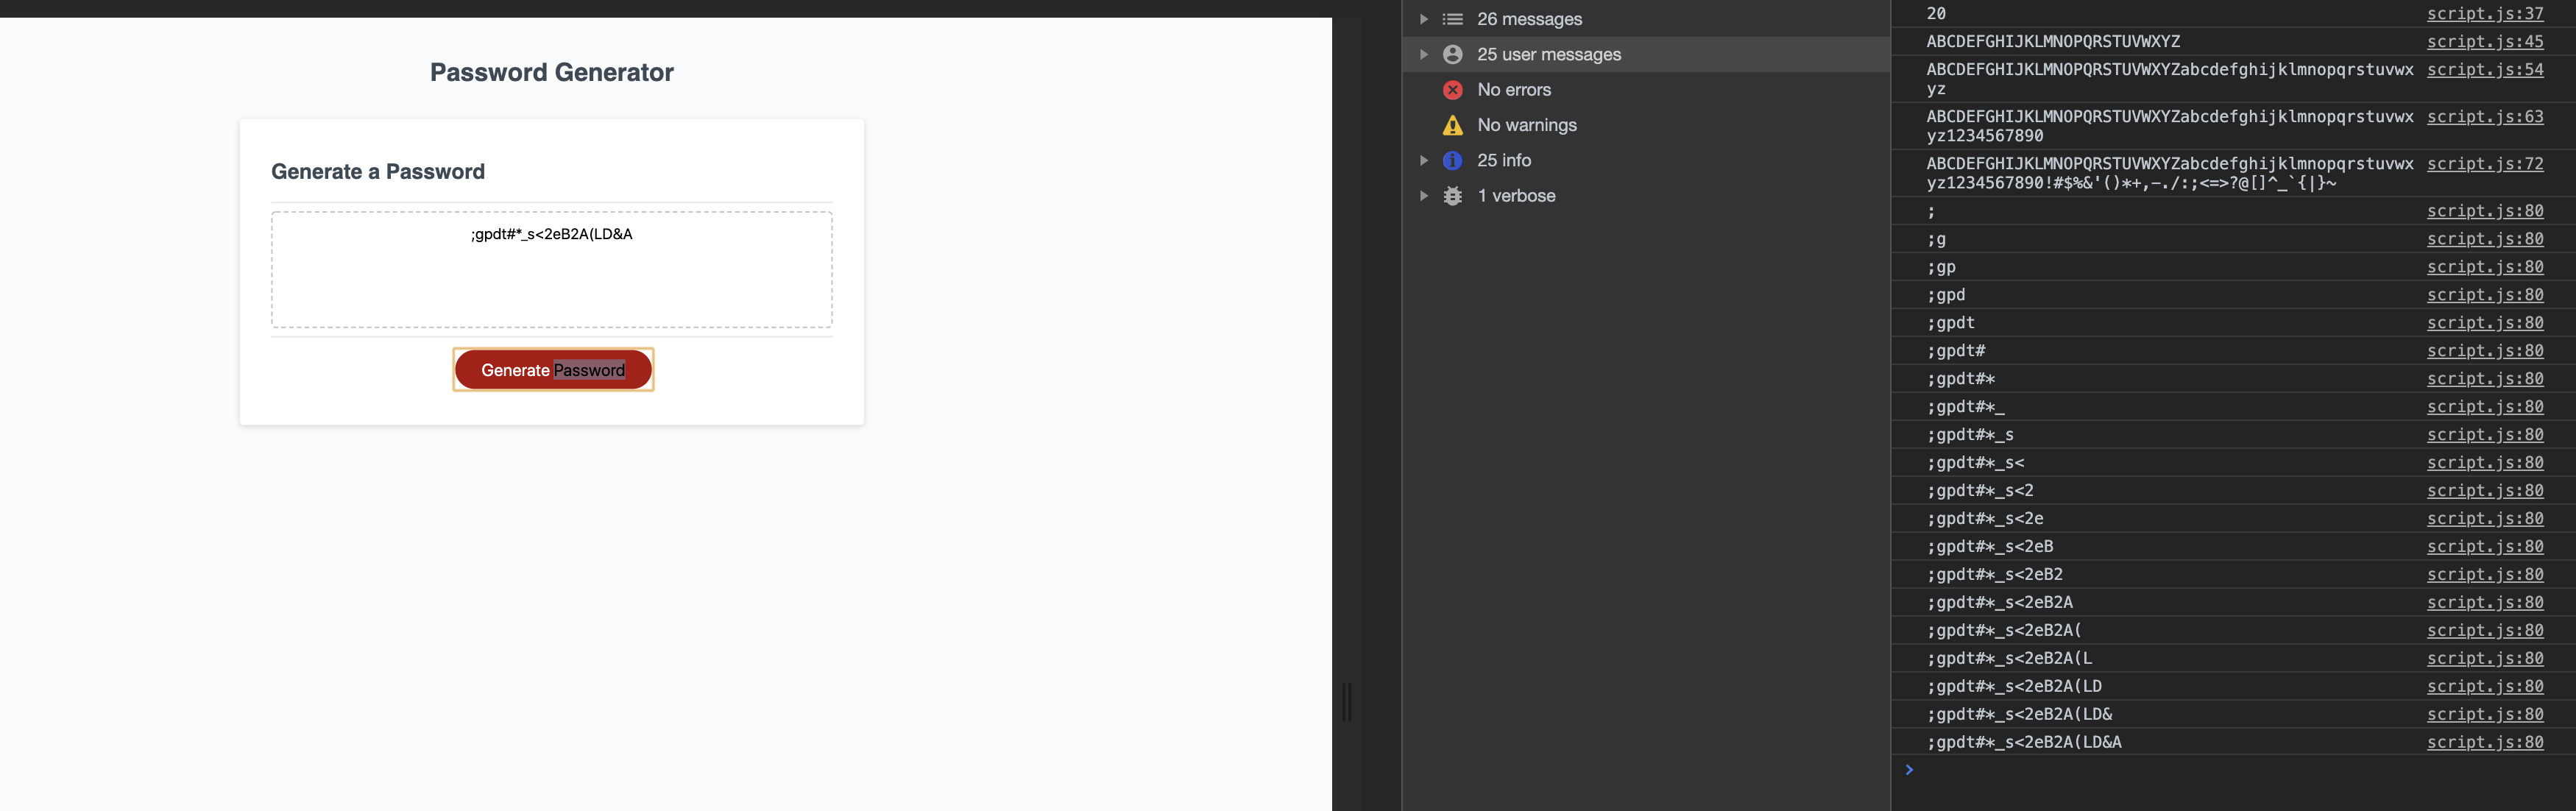 Password Generator
Generate a Password
;gpdt#*_s<2eB2A(LD&A
Generate Password
26 messages
25 user messages
No errors
No warnings
25 info
1 verbose
20 script.js:37
ABCDEFGHIJKLMNOPQRSTUVWXYZ script.js:45
ABCDEFGHIJKLMNOPQRSTUVWXYZabcdefghijklmnopqrstuvwx script.js:54
yz
ABCDEFGHIJKLMNOPQRSTUVWXYZabcdefghijklmnopqrstuvwx script.js:63
yz1234567890
ABCDEFGHIJKLMNOPQRSTUVWXYZabcdefghijklmnopqrstuvwx script.js:72
yz1234567890!#$%&'()*+,-./:;<=>?@[]^_`{|}~
; script.js:80
;g script.js:80
;gp script.js:80
;gpd script.js:80
;gpdt script.js:80
;gpdt# script.js:80
;gpdt#* script.js:80
;gpdt#*_ script.js:80
;gpdt#*_s script.js:80
;gpdt#*_s< script.js:80
;gpdt#*_s<2 script.js:80
;gpdt#*_s<2e script.js:80
;gpdt#*_s<2eB script.js:80
;gpdt#*_s<2eB2 script.js:80
;gpdt#*_s<2eB2A script.js:80
;gpdt#*_s<2eB2A( script.js:80
;gpdt#*_s<2eB2A(L script.js:80
;gpdt#*_s<2eB2A(LD script.js:80
;gpdt#*_s<2eB2A(LD& script.js:80
;gpdt#*_s<2eB2A(LD&A script.js:80